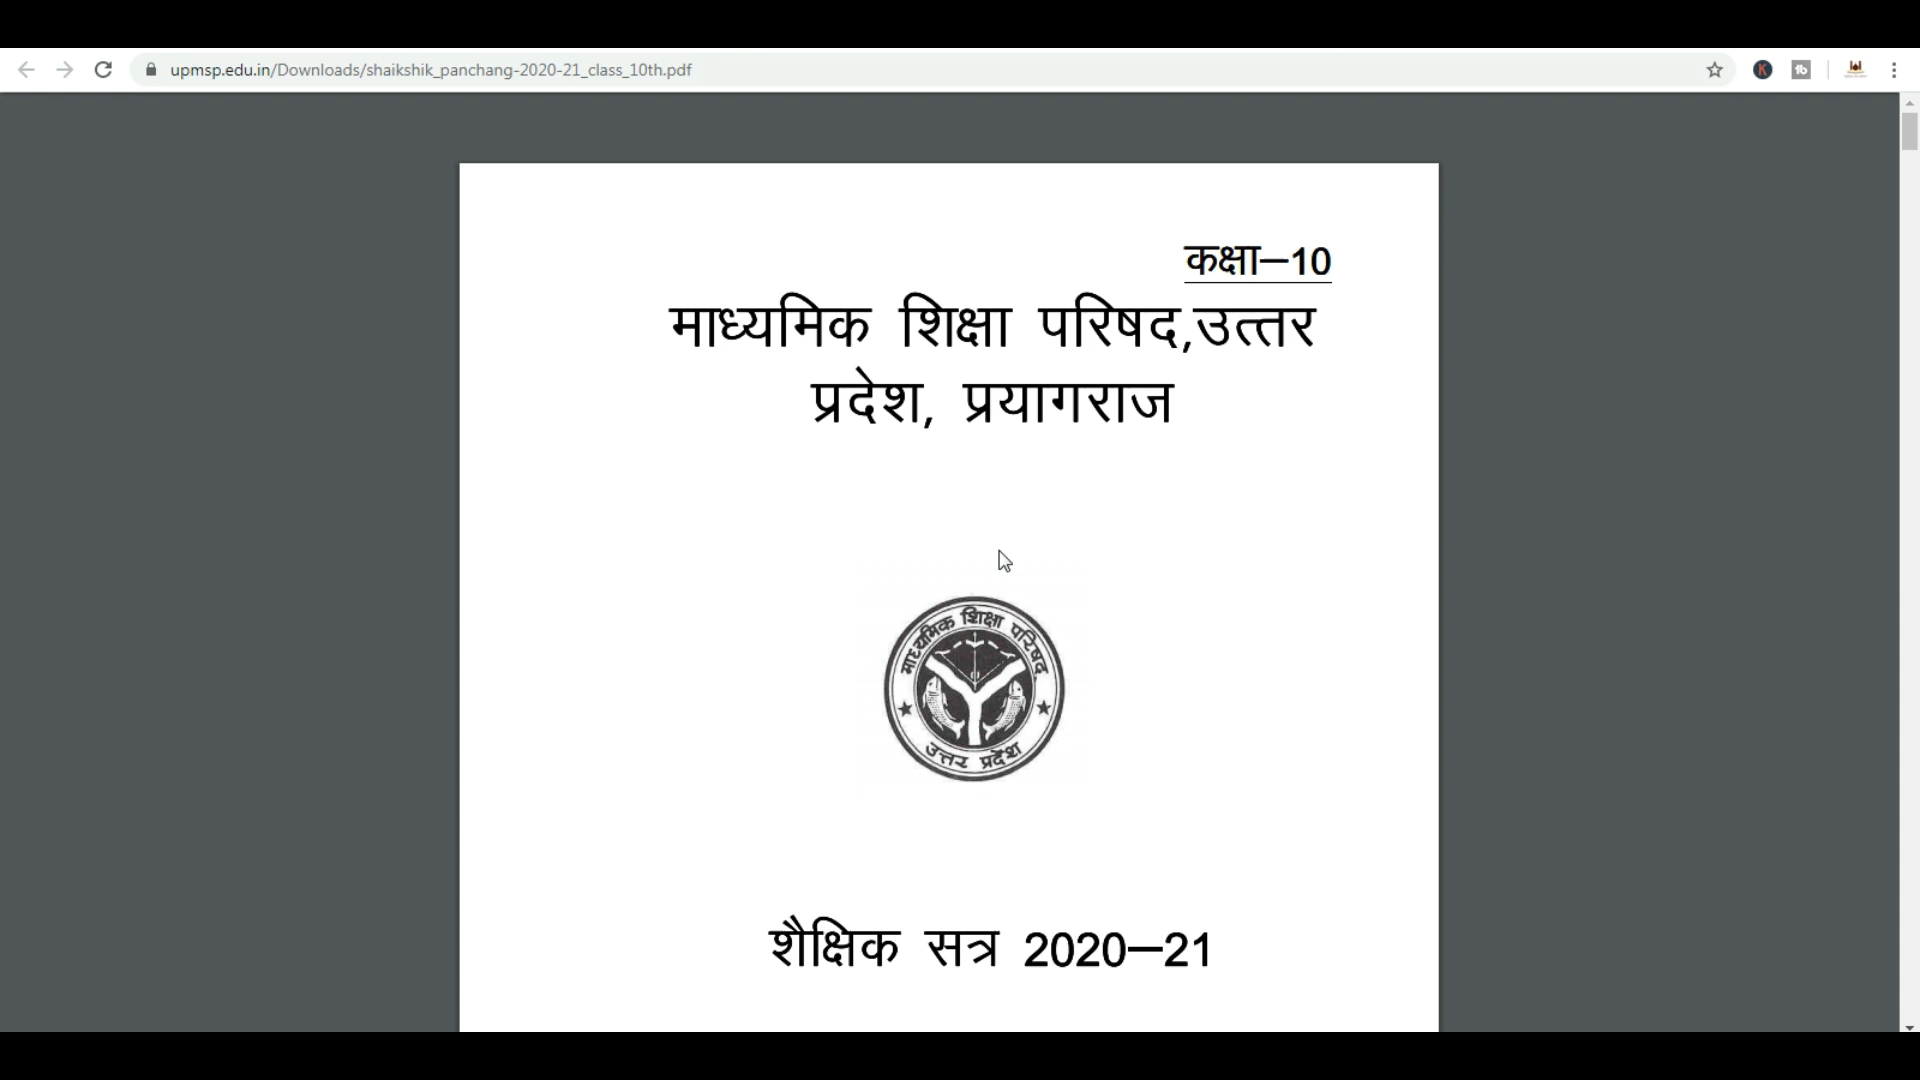 upmsp.edu.in/Downloads/shaikshik_panchang-2020-21_class_10th.pdf
कक्षा–10
माध्यमिक शिक्षा परिषद,उत्तर
प्रदेश, प्रयागराज
माध्यमिक शिक्षा परिषद्
उत्तर प्रदेश
शैक्षिक सत्र 2020–21